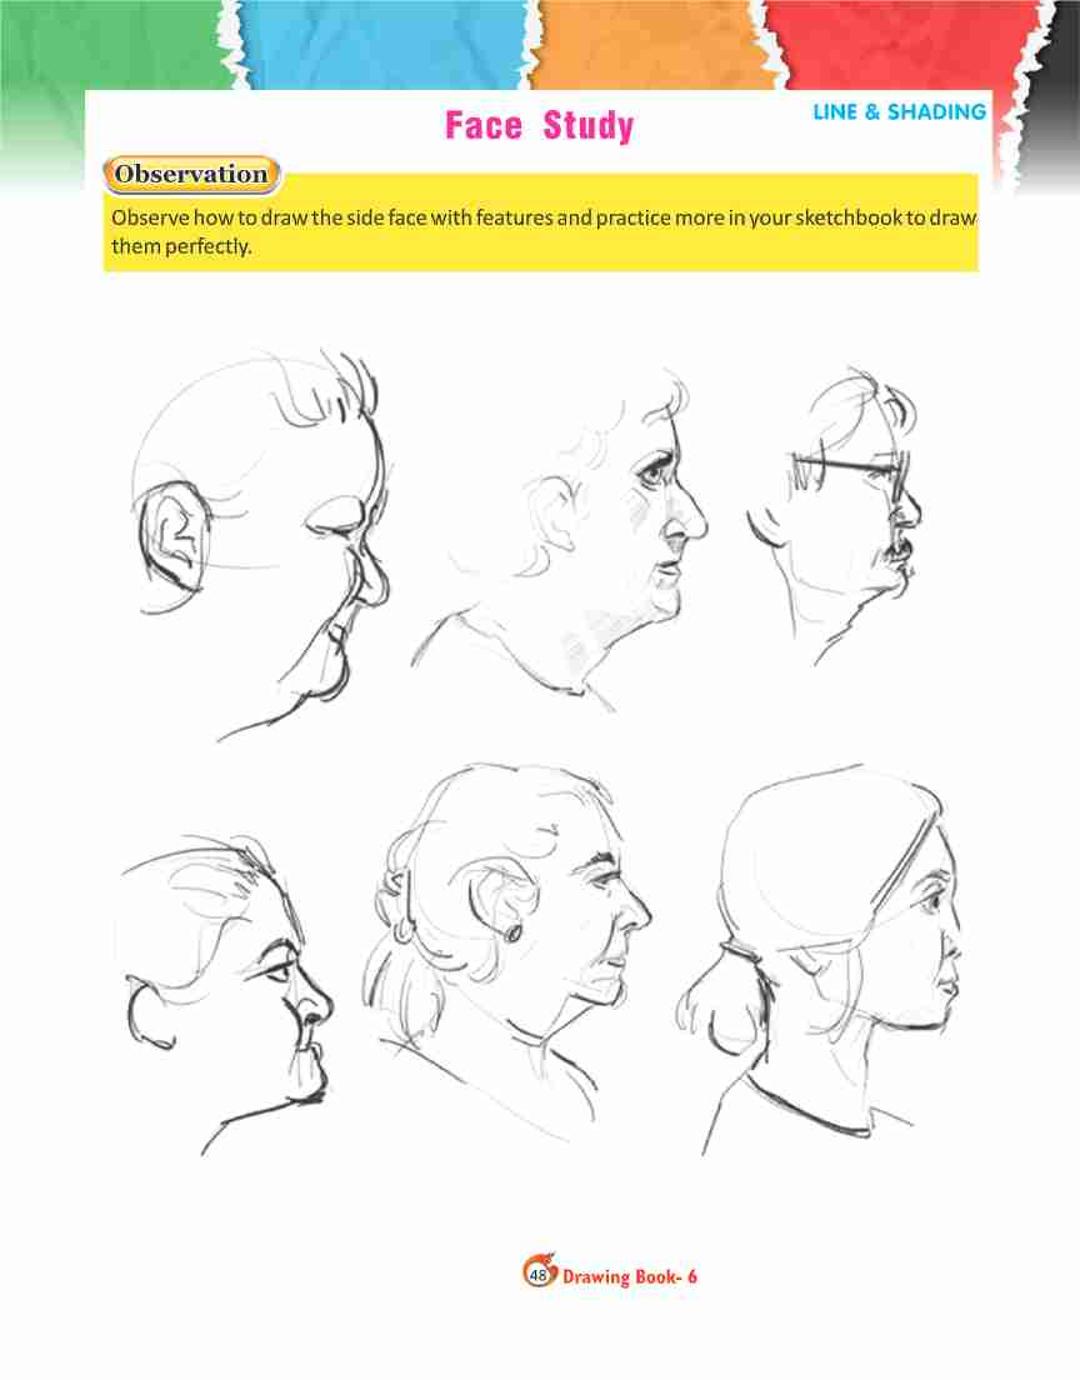 LINE & SHADING
Face Study
Observation
Observe how to draw the side face with features and practice more in your sketchbook to draw
them perfectly.
48 Drawing Book- 6